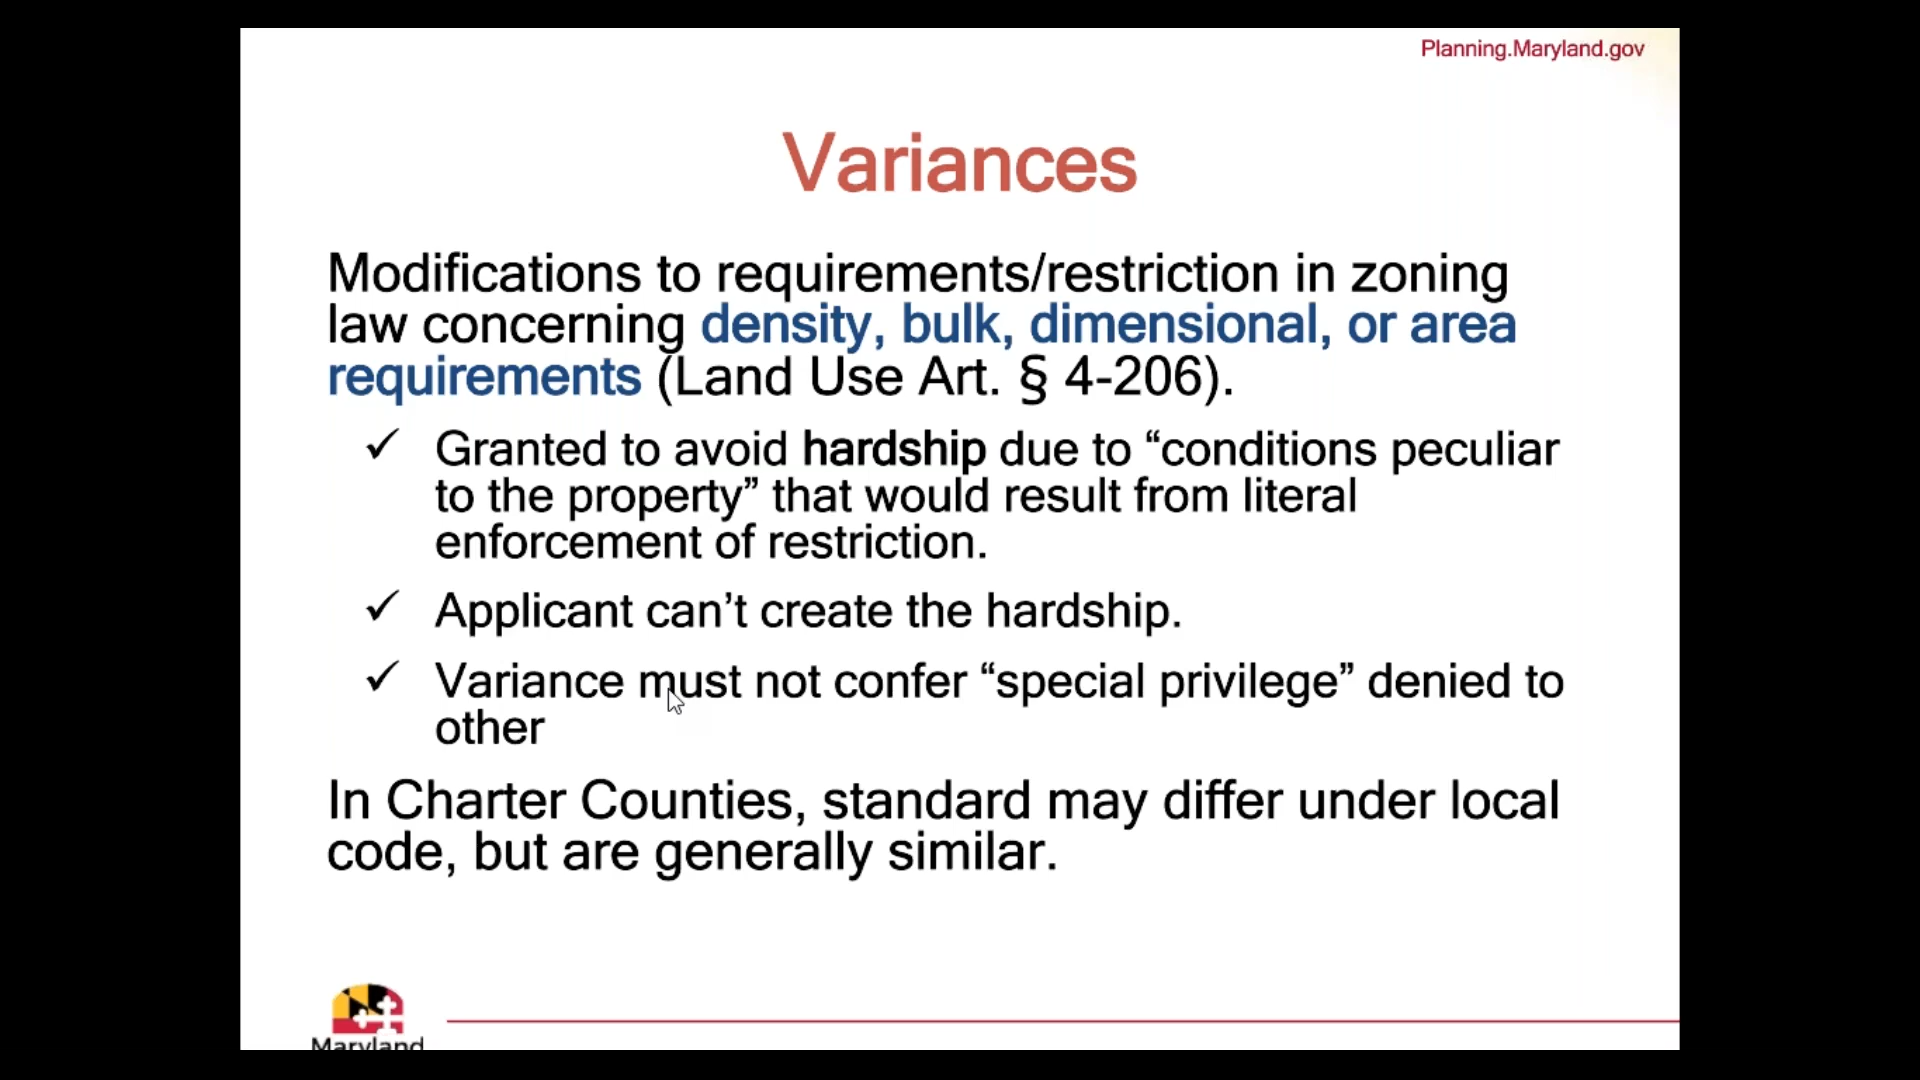 Planning.Maryland.gov
Variances
Modifications to requirements/restriction in zoning
law concerning density, bulk, dimensional, or area
requirements (Land Use Art. § 4-206).
✓ Granted to avoid hardship due to “conditions peculiar
to the property” that would result from literal
enforcement of restriction.
✓ Applicant can’t create the hardship.
✓ Variance must not confer “special privilege” denied to
other
In Charter Counties, standard may differ under local
code, but are generally similar.
Maryland